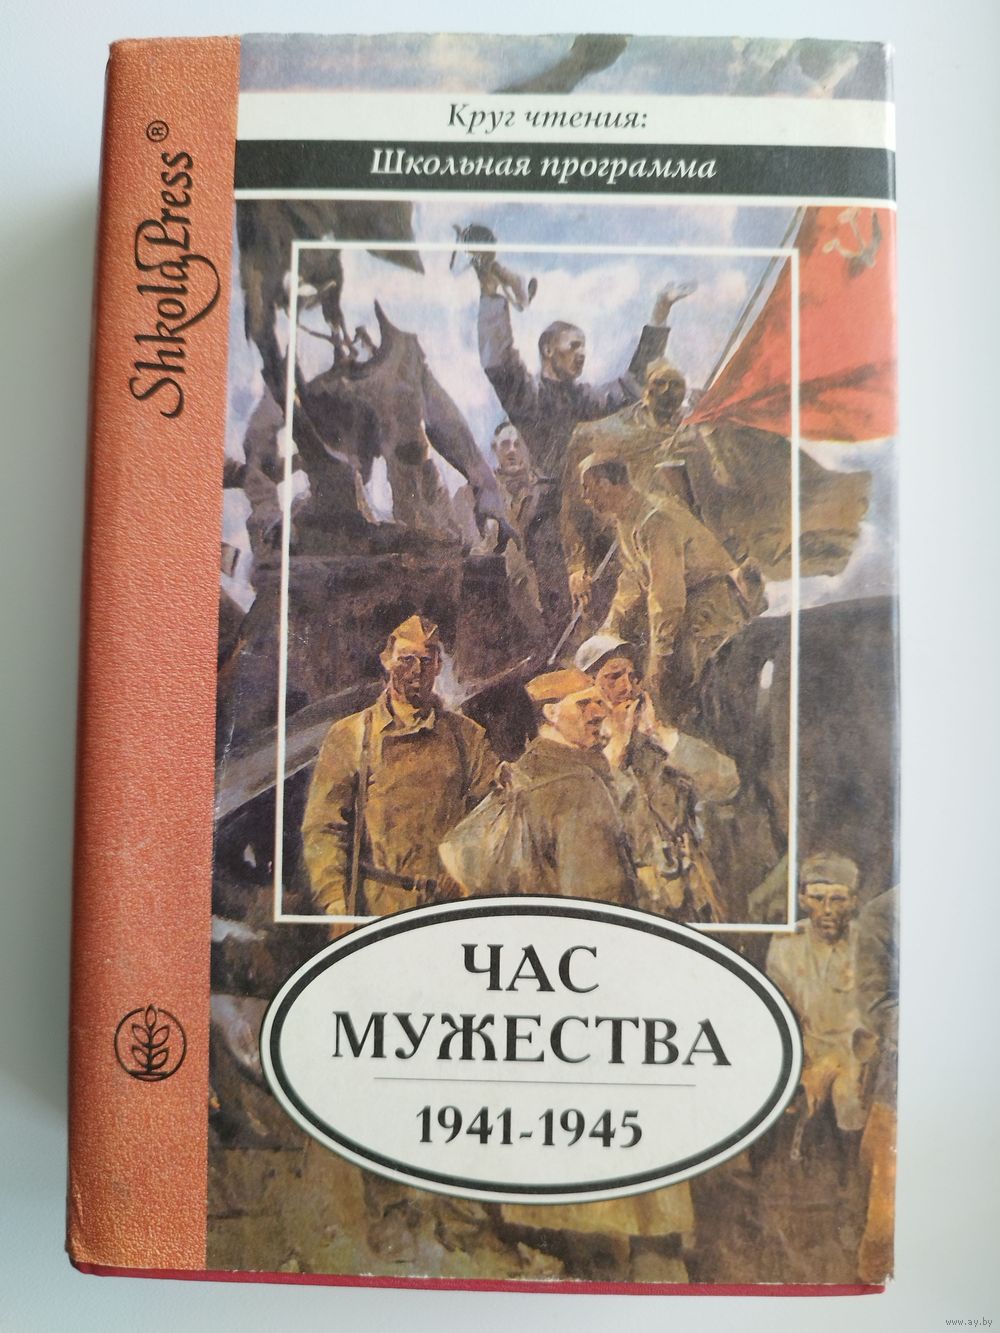 Круг чтения:
Школьная программа
ShkolaPress®
ЧАС
МУЖЕСТВА
1941-1945
www.ay.by